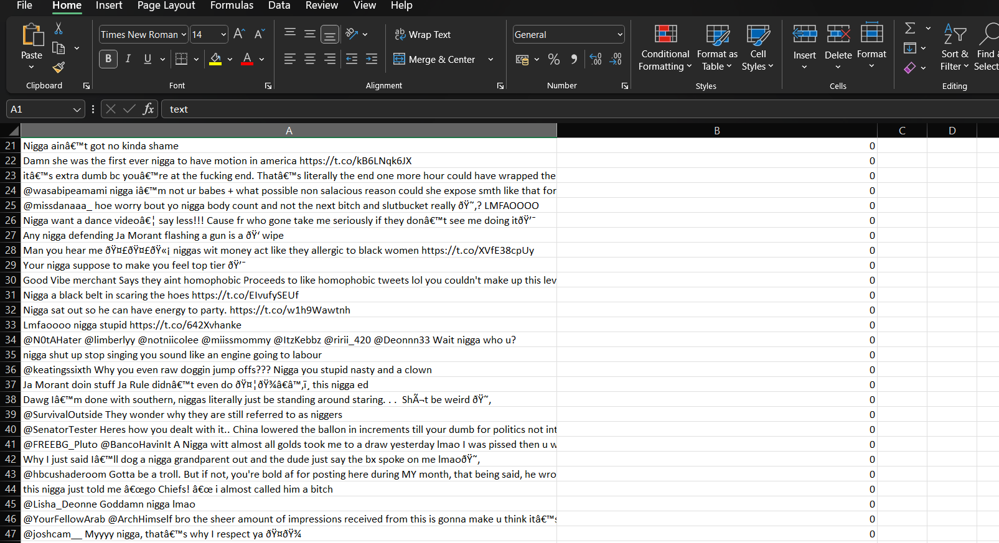 File Home Insert Page Layout Formulas Data Review View Help
Times New Roman 14 A^ A˅ ab Wrap Text General
Paste B I U A Merge & Center % 9 .00 .00 Conditional Formatting Format as Table Cell Styles Insert Delete Format Sort & Filter Find & Select
Clipboard Font Alignment Number Styles Cells Editing
A1 fx text
A B C D
21 Nigga ainâ€™t got no kinda shame 0
22 Damn she was the first ever nigga to have motion in america https://t.co/kB6LNqk6JX 0
23 itâ€™s extra dumb bc youâ€™re at the fucking end. Thatâ€™s literally the end one more hour could have wrapped the 0
24 @wasabipeamami nigga iâ€™m not ur babes + what possible non salacious reason could she expose smth like that for 0
25 @missdanaaa_ hoe worry bout yo nigga body count and not the next bitch and slutbucket really ðŸ˜‚? LMFAOOOO 0
26 Nigga want a dance videoâ€¦ say less!!! Cause fr who gone take me seriously if they donâ€™t see me doing itðŸ’¯ 0
27 Any nigga defending Ja Morant flashing a gun is a ðŸ‘ wipe 0
28 Man you hear me ðŸ¤£ðŸ¤£ðŸ«¡ niggas wit money act like they allergic to black women https://t.co/XVfE38cpUy 0
29 Your nigga suppose to make you feel top tier ðŸ’¯ 0
30 Good Vibe merchant Says they aint homophobic Proceeds to like homophobic tweets lol you couldn't make up this lev 0
31 Nigga a black belt in scaring the hoes https://t.co/EIvufySEUf 0
32 Nigga sat out so he can have energy to party. https://t.co/w1h9Wawtnh 0
33 Lmfaoooo nigga stupid https://t.co/642Xvhanke 0
34 @N0tAHater @limberlyy @notniicolee @miissmommy @ItzKebbz @ririi_420 @Deonnn33 Wait nigga who u? 0
35 nigga shut up stop singing you sound like an engine going to labour 0
36 @keatingssixth Why you even raw doggin jump offs??? Nigga you stupid nasty and a clown 0
37 Ja Morant doin stuff Ja Rule didnâ€™t even do ðŸ¤¦ðŸ¾â€â™‚ï¸ this nigga ed 0
38 Dawg Iâ€™m done with southern, niggas literally just be standing around staring. . . ShÃ¬t be weird ðŸ˜‚ 0
39 @SurvivalOutside They wonder why they are still referred to as niggers 0
40 @SenatorTester Heres how you dealt with it.. China lowered the ballon in increments till your dumb for politics not int 0
41 @FREEBG_Pluto @BancoHavinIt A Nigga witt almost all golds took me to a draw yesterday lmao I was pissed then u w 0
42 Why I just said Iâ€™ll dog a nigga grandparent out and the dude just say the bx spoke on me lmaoðŸ˜‚ 0
43 @hbcushaderoom Gotta be a troll. But if not, you're bold af for posting here during MY month, that being said, he wro 0
44 this nigga just told me â€œgo Chiefs! â€œ i almost called him a bitch 0
45 @Lisha_Deonne Goddamn nigga lmao 0
46 @YourFellowArab @ArchHimself bro the sheer amount of impressions received from this is gonna make u think itâ€™s 0
47 @joshcam__ Myyyy nigga, thatâ€™s why I respect ya ðŸ¤ðŸ¾ 0